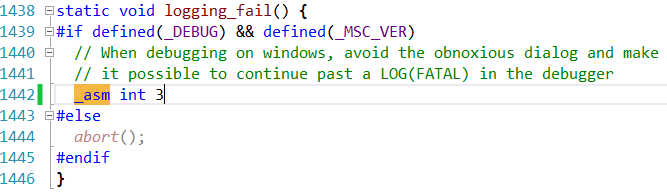 1438 static void logging_fail() {
1439 #if defined(_DEBUG) && defined(_MSC_VER)
1440 // When debugging on windows, avoid the obnoxious dialog and make
1441 // it possible to continue past a LOG(FATAL) in the debugger
1442 _asm int 3
1443 #else
1444 abort();
1445 #endif
1446 }